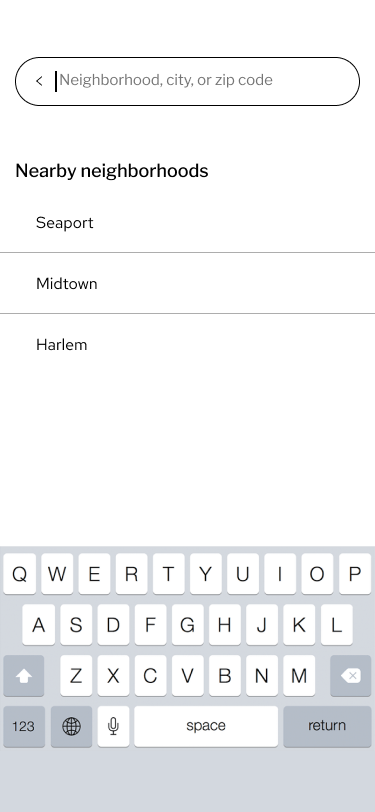 Neighborhood, city, or zip code
Nearby neighborhoods
Seaport
Midtown
Harlem
Q W E R T Y U I O P
A S D F G H J K L
Z X C V B N M
123 space return